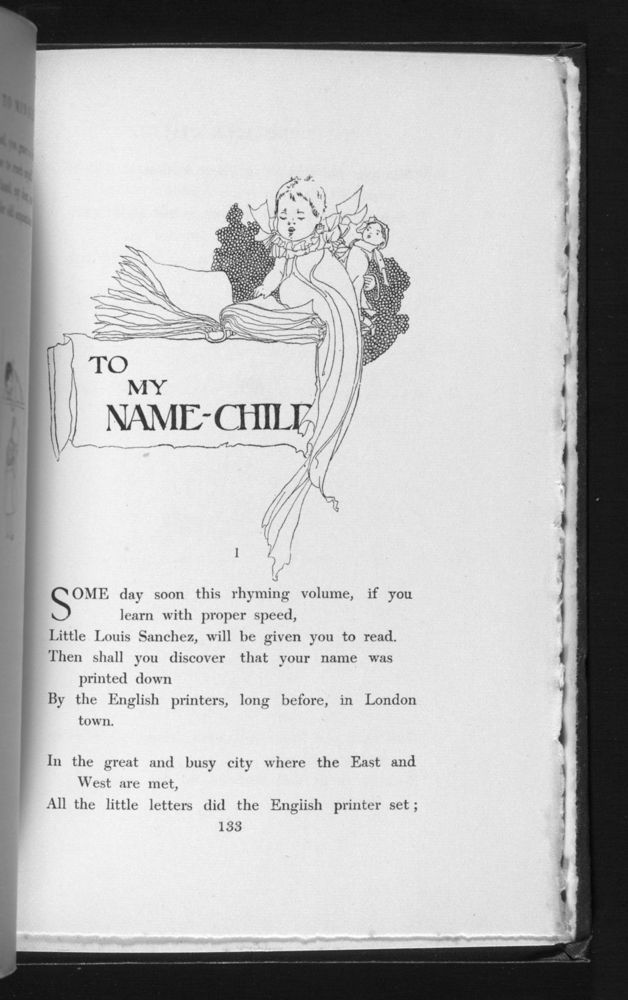 TO
MY
NAME-CHILD
1
SOME day soon this rhyming volume, if you
learn with proper speed,
Little Louis Sanchez, will be given you to read.
Then shall you discover that your name was
printed down
By the English printers, long before, in London
town.
In the great and busy city where the East and
West are met,
All the little letters did the Engiish printer set ;
133